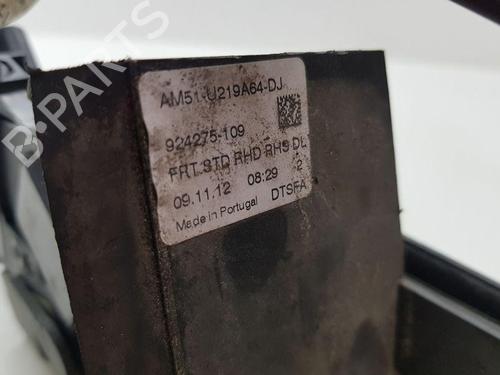 B-PARTS
AM51-U219A64-DJ
924275-109
FRT STD RHD RHS DL
09.11.12 08:29 2
Made in Portugal DTSFA